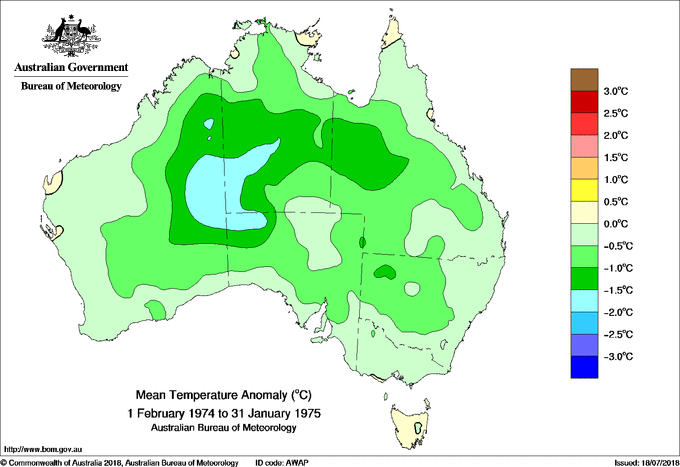 Australian Government
Bureau of Meteorology
3.0°C
2.5°C
2.0°C
1.5°C
1.0°C
0.5°C
0.0°C
−0.5°C
−1.0°C
−1.5°C
−2.0°C
−2.5°C
−3.0°C
Mean Temperature Anomaly (°C)
1 February 1974 to 31 January 1975
Australian Bureau of Meteorology
http://www.bom.gov.au
© Commonwealth of Australia 2018, Australian Bureau of Meteorology ID code: AWAP Issued: 18/07/2018